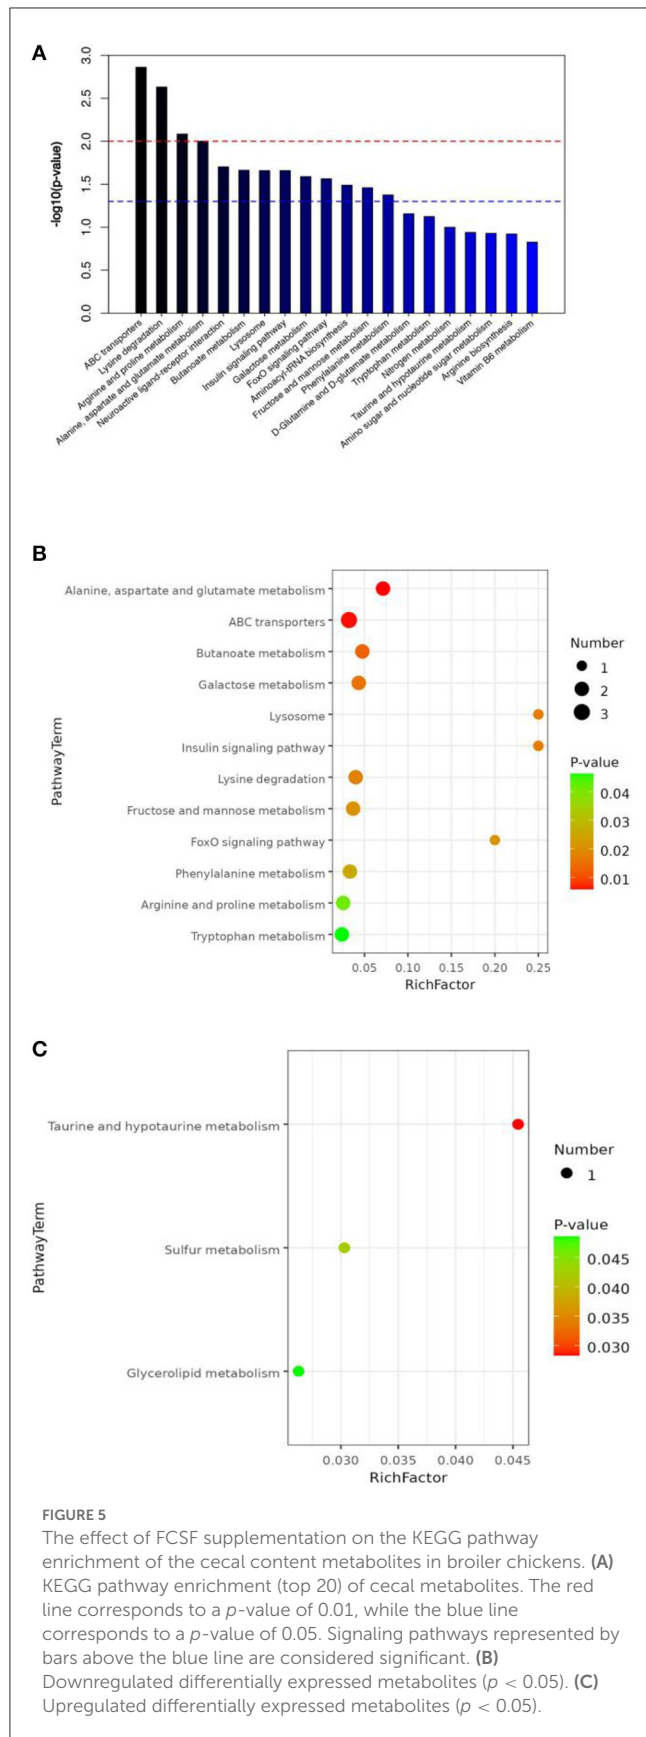 A
-log10(p-value)
3.0
2.5
2.0
1.5
1.0
0.5
0.0
ABC transporters
Lysine degradation
Arginine and proline metabolism
Alanine, aspartate and glutamate metabolism
Neuroactive ligand-receptor interaction
Butanoate metabolism
Lysosome
Insulin signaling pathway
Galactose metabolism
FoxO signaling pathway
Aminoacyl-tRNA biosynthesis
Fructose and mannose metabolism
Phenylalanine metabolism
D-Glutamine and D-glutamate metabolism
Tryptophan metabolism
Nitrogen metabolism
Taurine and hypotaurine metabolism
Amino sugar and nucleotide sugar metabolism
Arginine biosynthesis
Vitamin B6 metabolism
B
PathwayTerm
Alanine, aspartate and glutamate metabolism
ABC transporters
Butanoate metabolism
Galactose metabolism
Lysosome
Insulin signaling pathway
Lysine degradation
Fructose and mannose metabolism
FoxO signaling pathway
Phenylalanine metabolism
Arginine and proline metabolism
Tryptophan metabolism
0.05 0.10 0.15 0.20 0.25
RichFactor
Number
1
2
3
P-value
0.04
0.03
0.02
0.01
C
PathwayTerm
Taurine and hypotaurine metabolism
Sulfur metabolism
Glycerolipid metabolism
0.030 0.035 0.040 0.045
RichFactor
Number
1
P-value
0.045
0.040
0.035
0.030
FIGURE 5
The effect of FCSF supplementation on the KEGG pathway
enrichment of the cecal content metabolites in broiler chickens. (A)
KEGG pathway enrichment (top 20) of cecal metabolites. The red
line corresponds to a p-value of 0.01, while the blue line
corresponds to a p-value of 0.05. Signaling pathways represented by
bars above the blue line are considered significant. (B)
Downregulated differentially expressed metabolites (p < 0.05). (C)
Upregulated differentially expressed metabolites (p < 0.05).